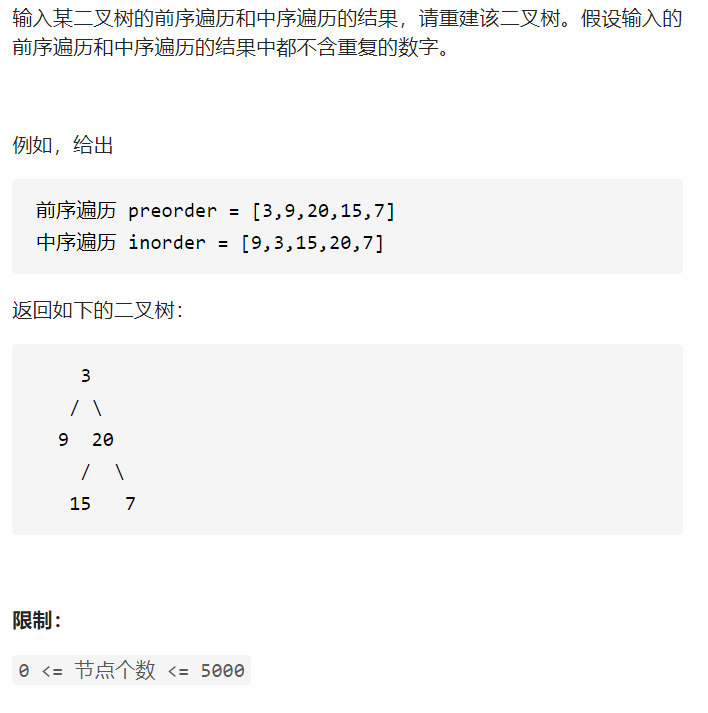 输入某二叉树的前序遍历和中序遍历的结果，请重建该二叉树。假设输入的
前序遍历和中序遍历的结果中都不含重复的数字。
例如，给出
前序遍历 preorder = [3,9,20,15,7]
中序遍历 inorder = [9,3,15,20,7]
返回如下的二叉树：
3
/ \
9 20
/ \
15 7
限制：
0 <= 节点个数 <= 5000